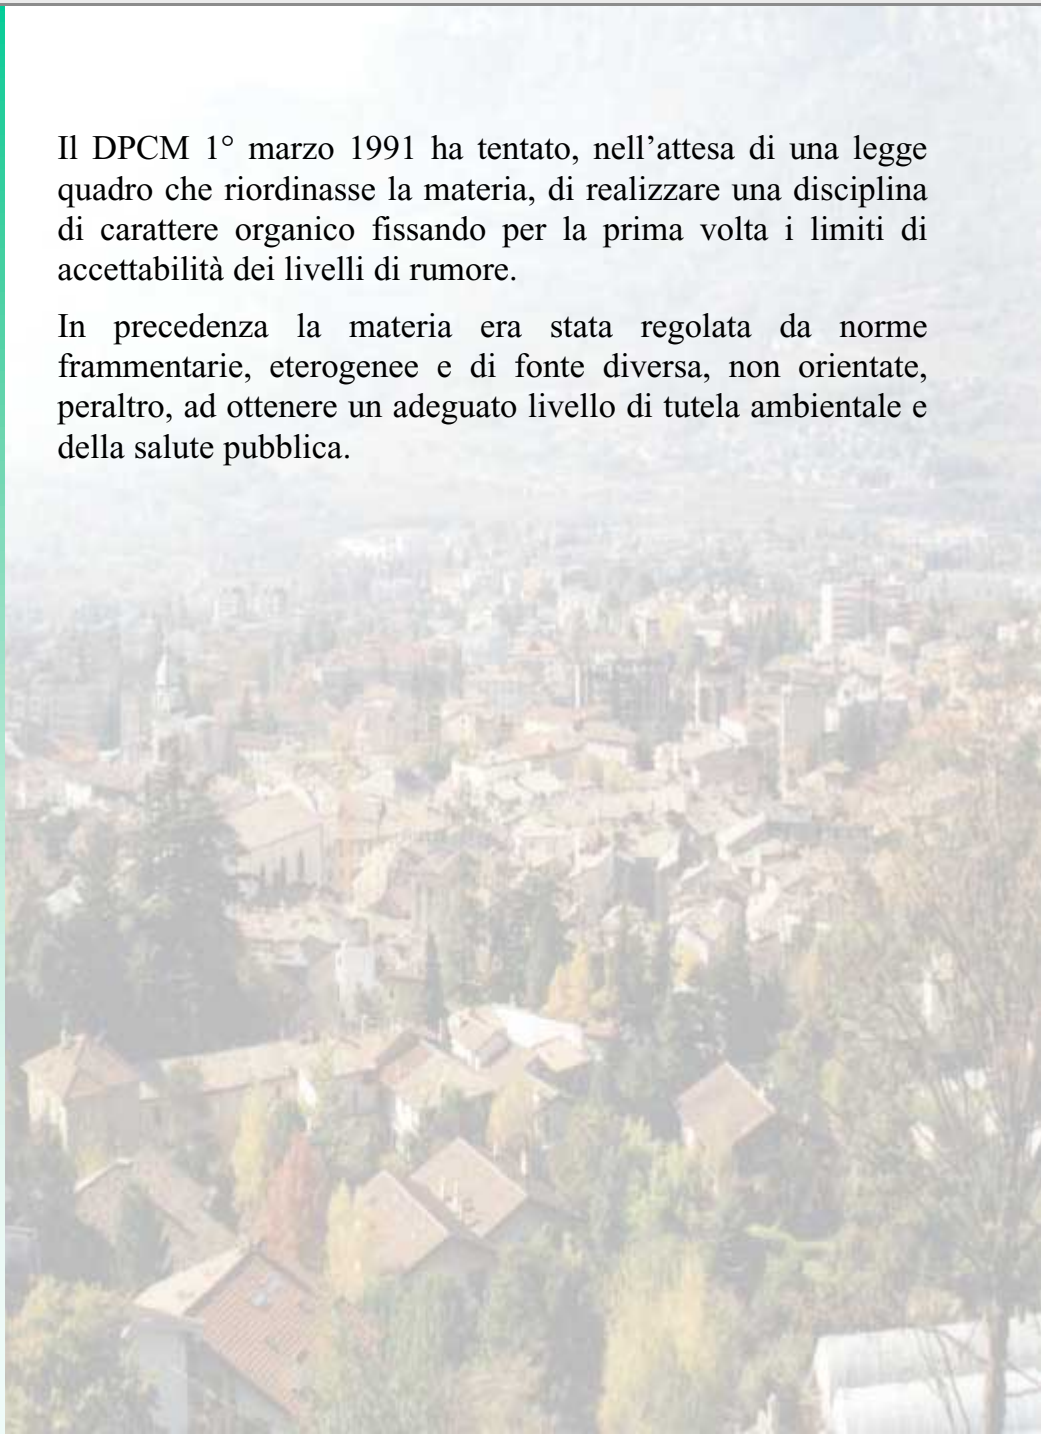 Il DPCM 1° marzo 1991 ha tentato, nell’attesa di una legge
quadro che riordinasse la materia, di realizzare una disciplina
di carattere organico fissando per la prima volta i limiti di
accettabilità dei livelli di rumore.
In precedenza la materia era stata regolata da norme
frammentarie, eterogenee e di fonte diversa, non orientate,
peraltro, ad ottenere un adeguato livello di tutela ambientale e
della salute pubblica.